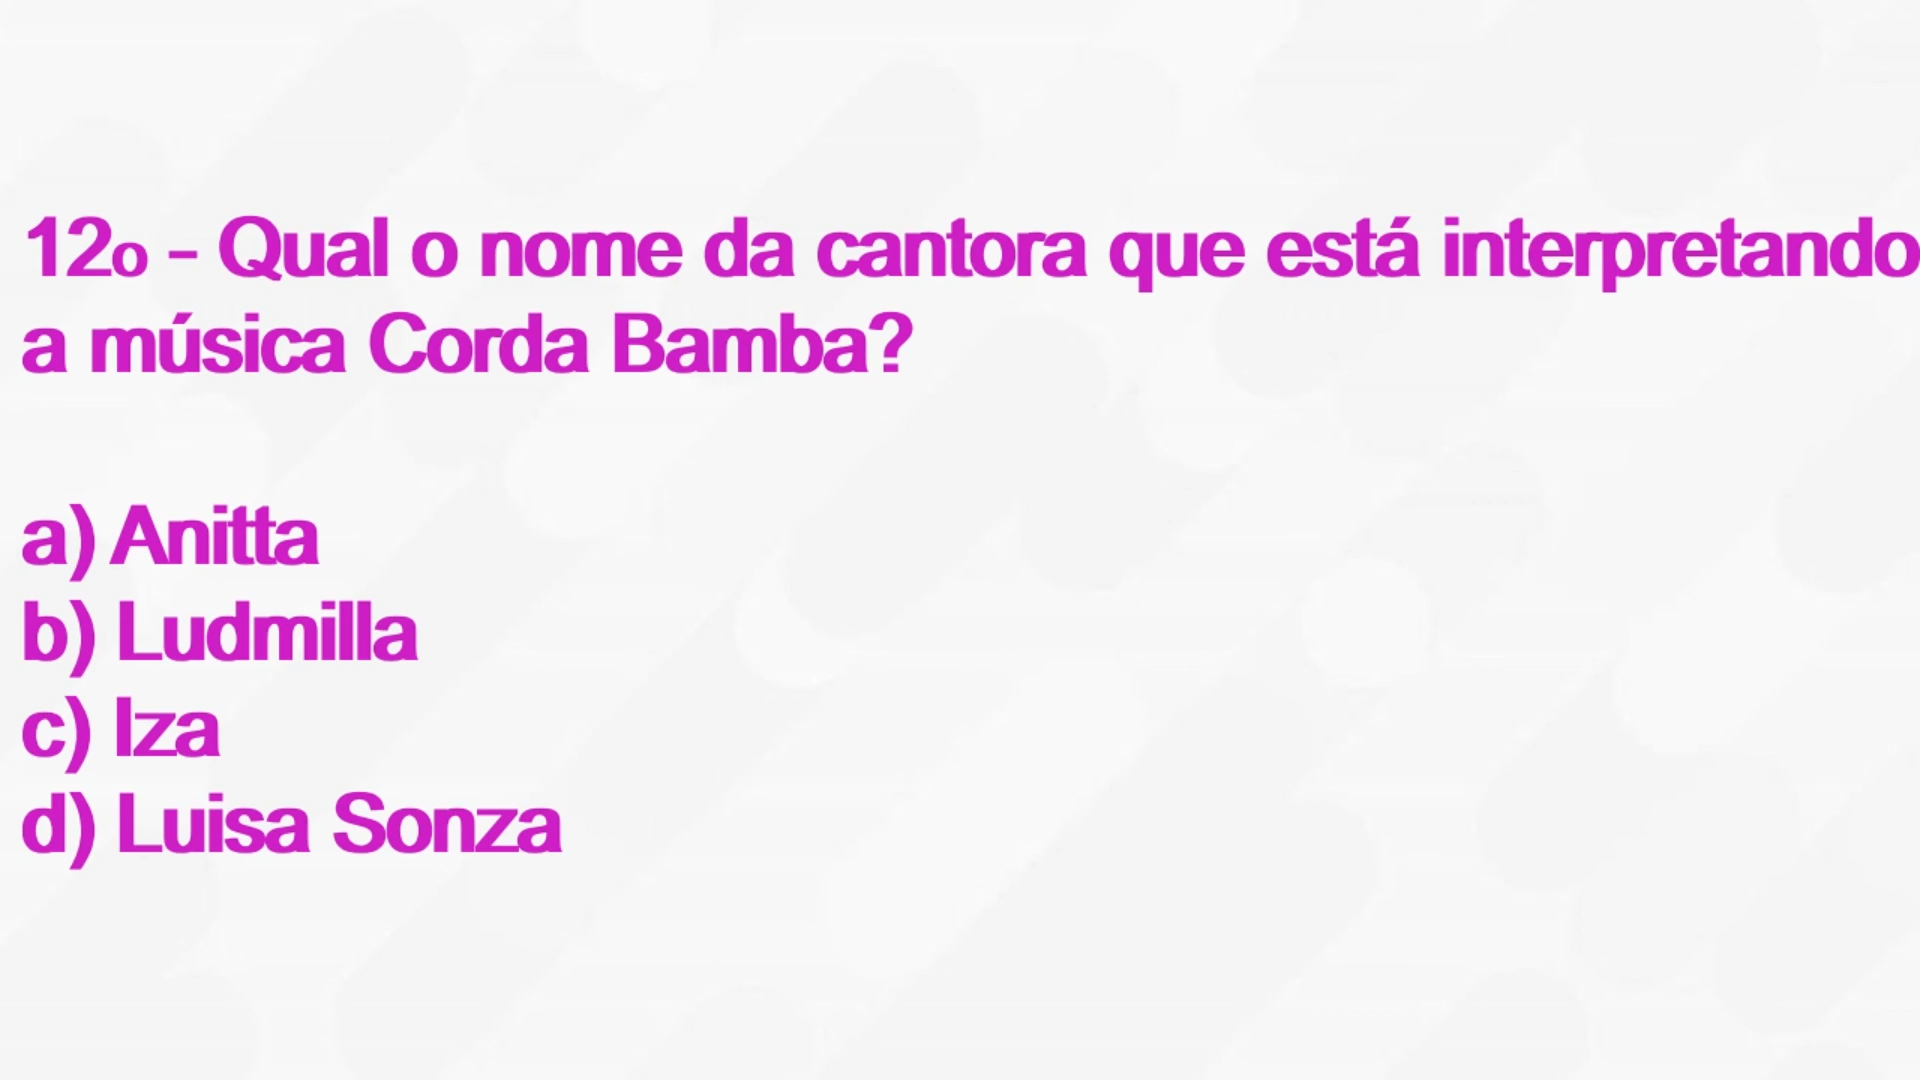 12o - Qual o nome da cantora que está interpretando
a música Corda Bamba?
a) Anitta
b) Ludmilla
c) Iza
d) Luisa Sonza